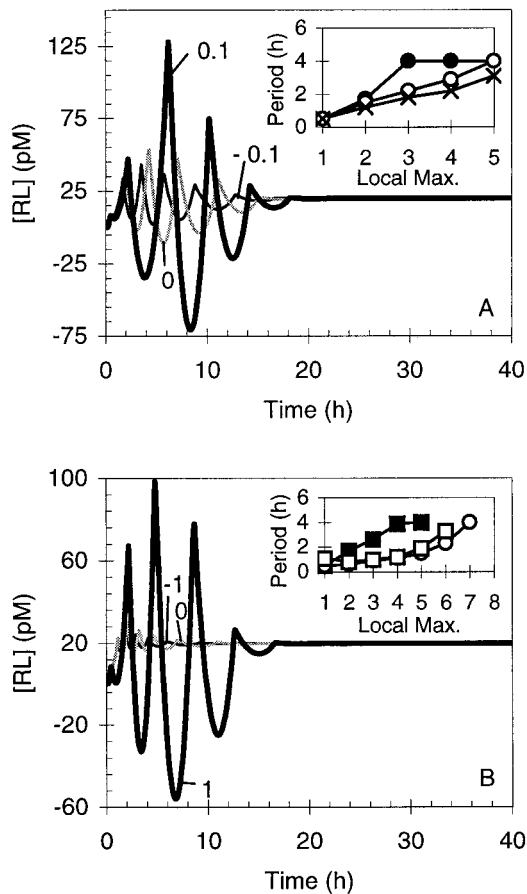 125
75
25
-25
-75
[RL] (pM)
0.1
-0.1
0
A
0 10 20 30 40
Time (h)
6
4
2
0
Period (h)
1 2 3 4 5
Local Max.
100
60
20
-20
-60
[RL] (pM)
-1
0
1
B
0 10 20 30 40
Time (h)
6
4
2
0
Period (h)
1 2 3 4 5 6 7 8
Local Max.